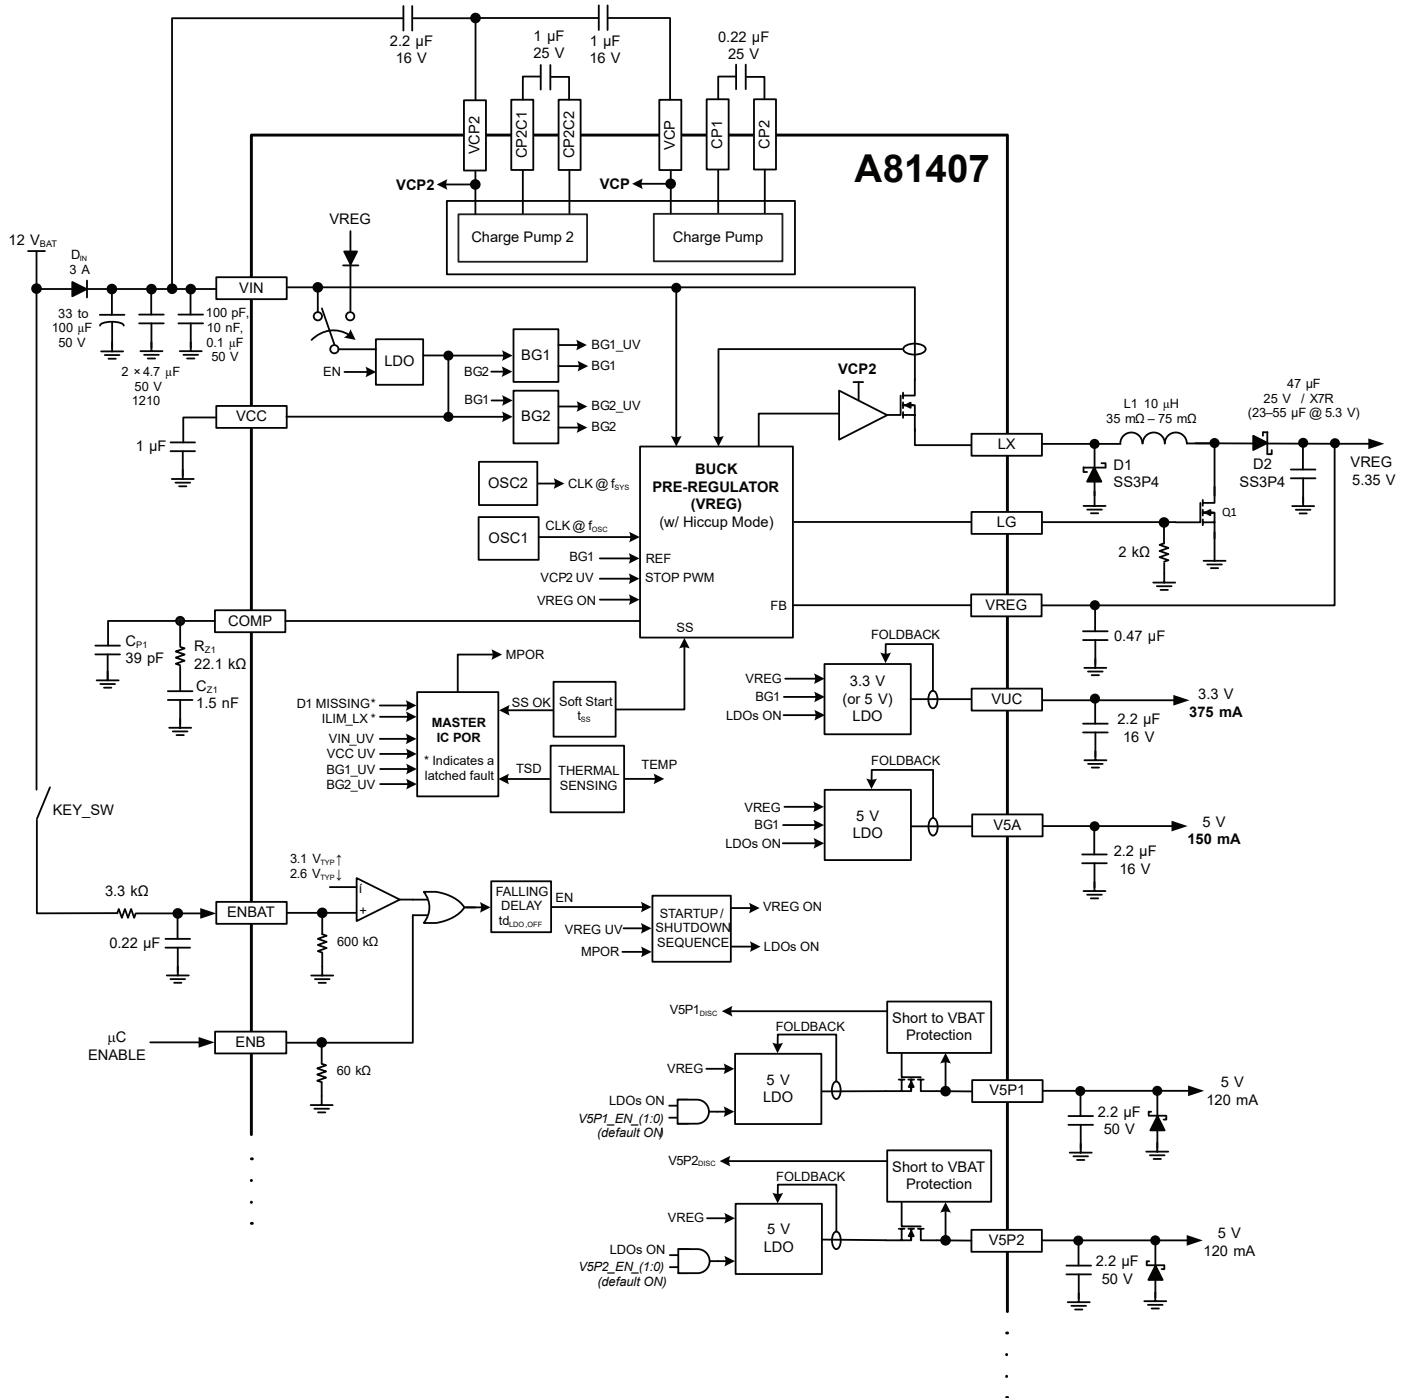 2.2 µF
16 V
1 µF
25 V
1 µF
16 V
0.22 µF
25 V
VCP2
CP2C1
CP2C2
VCP
CP1
CP2
A81407
VCP2
VCP
Charge Pump 2
Charge Pump
VREG
12 VBAT
DIN
3 A
VIN
33 to
100 µF
50 V
2 × 4.7 µF
50 V
1210
100 pF,
10 nF,
0.1 µF
50 V
LDO
EN
BG1
BG2
BG1_UV
BG1
BG1
BG2
BG2_UV
BG2
VCC
1 µF
VCP2
LX
L1 10 µH
35 mΩ – 75 mΩ
47 µF
25 V / X7R
(23–55 µF @ 5.3 V)
D1
SS3P4
D2
SS3P4
VREG
5.35 V
BUCK
PRE-REGULATOR
(VREG)
(w/ Hiccup Mode)
OSC2
CLK @ fSYS
OSC1
CLK @ fOSC
BG1
REF
VCP2 UV
STOP PWM
VREG ON
FB
SS
LG
Q1
2 kΩ
VREG
0.47 µF
COMP
CP1
39 pF
RZ1
22.1 kΩ
CZ1
1.5 nF
MPOR
D1 MISSING*
ILIM_LX *
VIN_UV
VCC UV
BG1_UV
BG2_UV
MASTER
IC POR
* Indicates a
latched fault
SS OK
Soft Start
tSS
TSD
THERMAL
SENSING
TEMP
FOLDBACK
VREG
BG1
LDOs ON
3.3 V
(or 5 V)
LDO
VUC
3.3 V
375 mA
2.2 µF
16 V
FOLDBACK
VREG
BG1
LDOs ON
5 V
LDO
V5A
5 V
150 mA
2.2 µF
16 V
KEY_SW
3.3 kΩ
0.22 µF
ENBAT
3.1 VTYP↑
2.6 VTYP↓
í
+
600 kΩ
FALLING
DELAY
tdLDO,OFF
EN
VREG UV
MPOR
STARTUP /
SHUTDOWN
SEQUENCE
VREG ON
LDOs ON
µC
ENABLE
ENB
60 kΩ
V5P1DISC
FOLDBACK
Short to VBAT
Protection
VREG
LDOs ON
V5P1_EN_(1:0)
(default ON)
5 V
LDO
V5P1
5 V
120 mA
2.2 µF
50 V
V5P2DISC
FOLDBACK
Short to VBAT
Protection
VREG
LDOs ON
V5P2_EN_(1:0)
(default ON)
5 V
LDO
V5P2
5 V
120 mA
2.2 µF
50 V